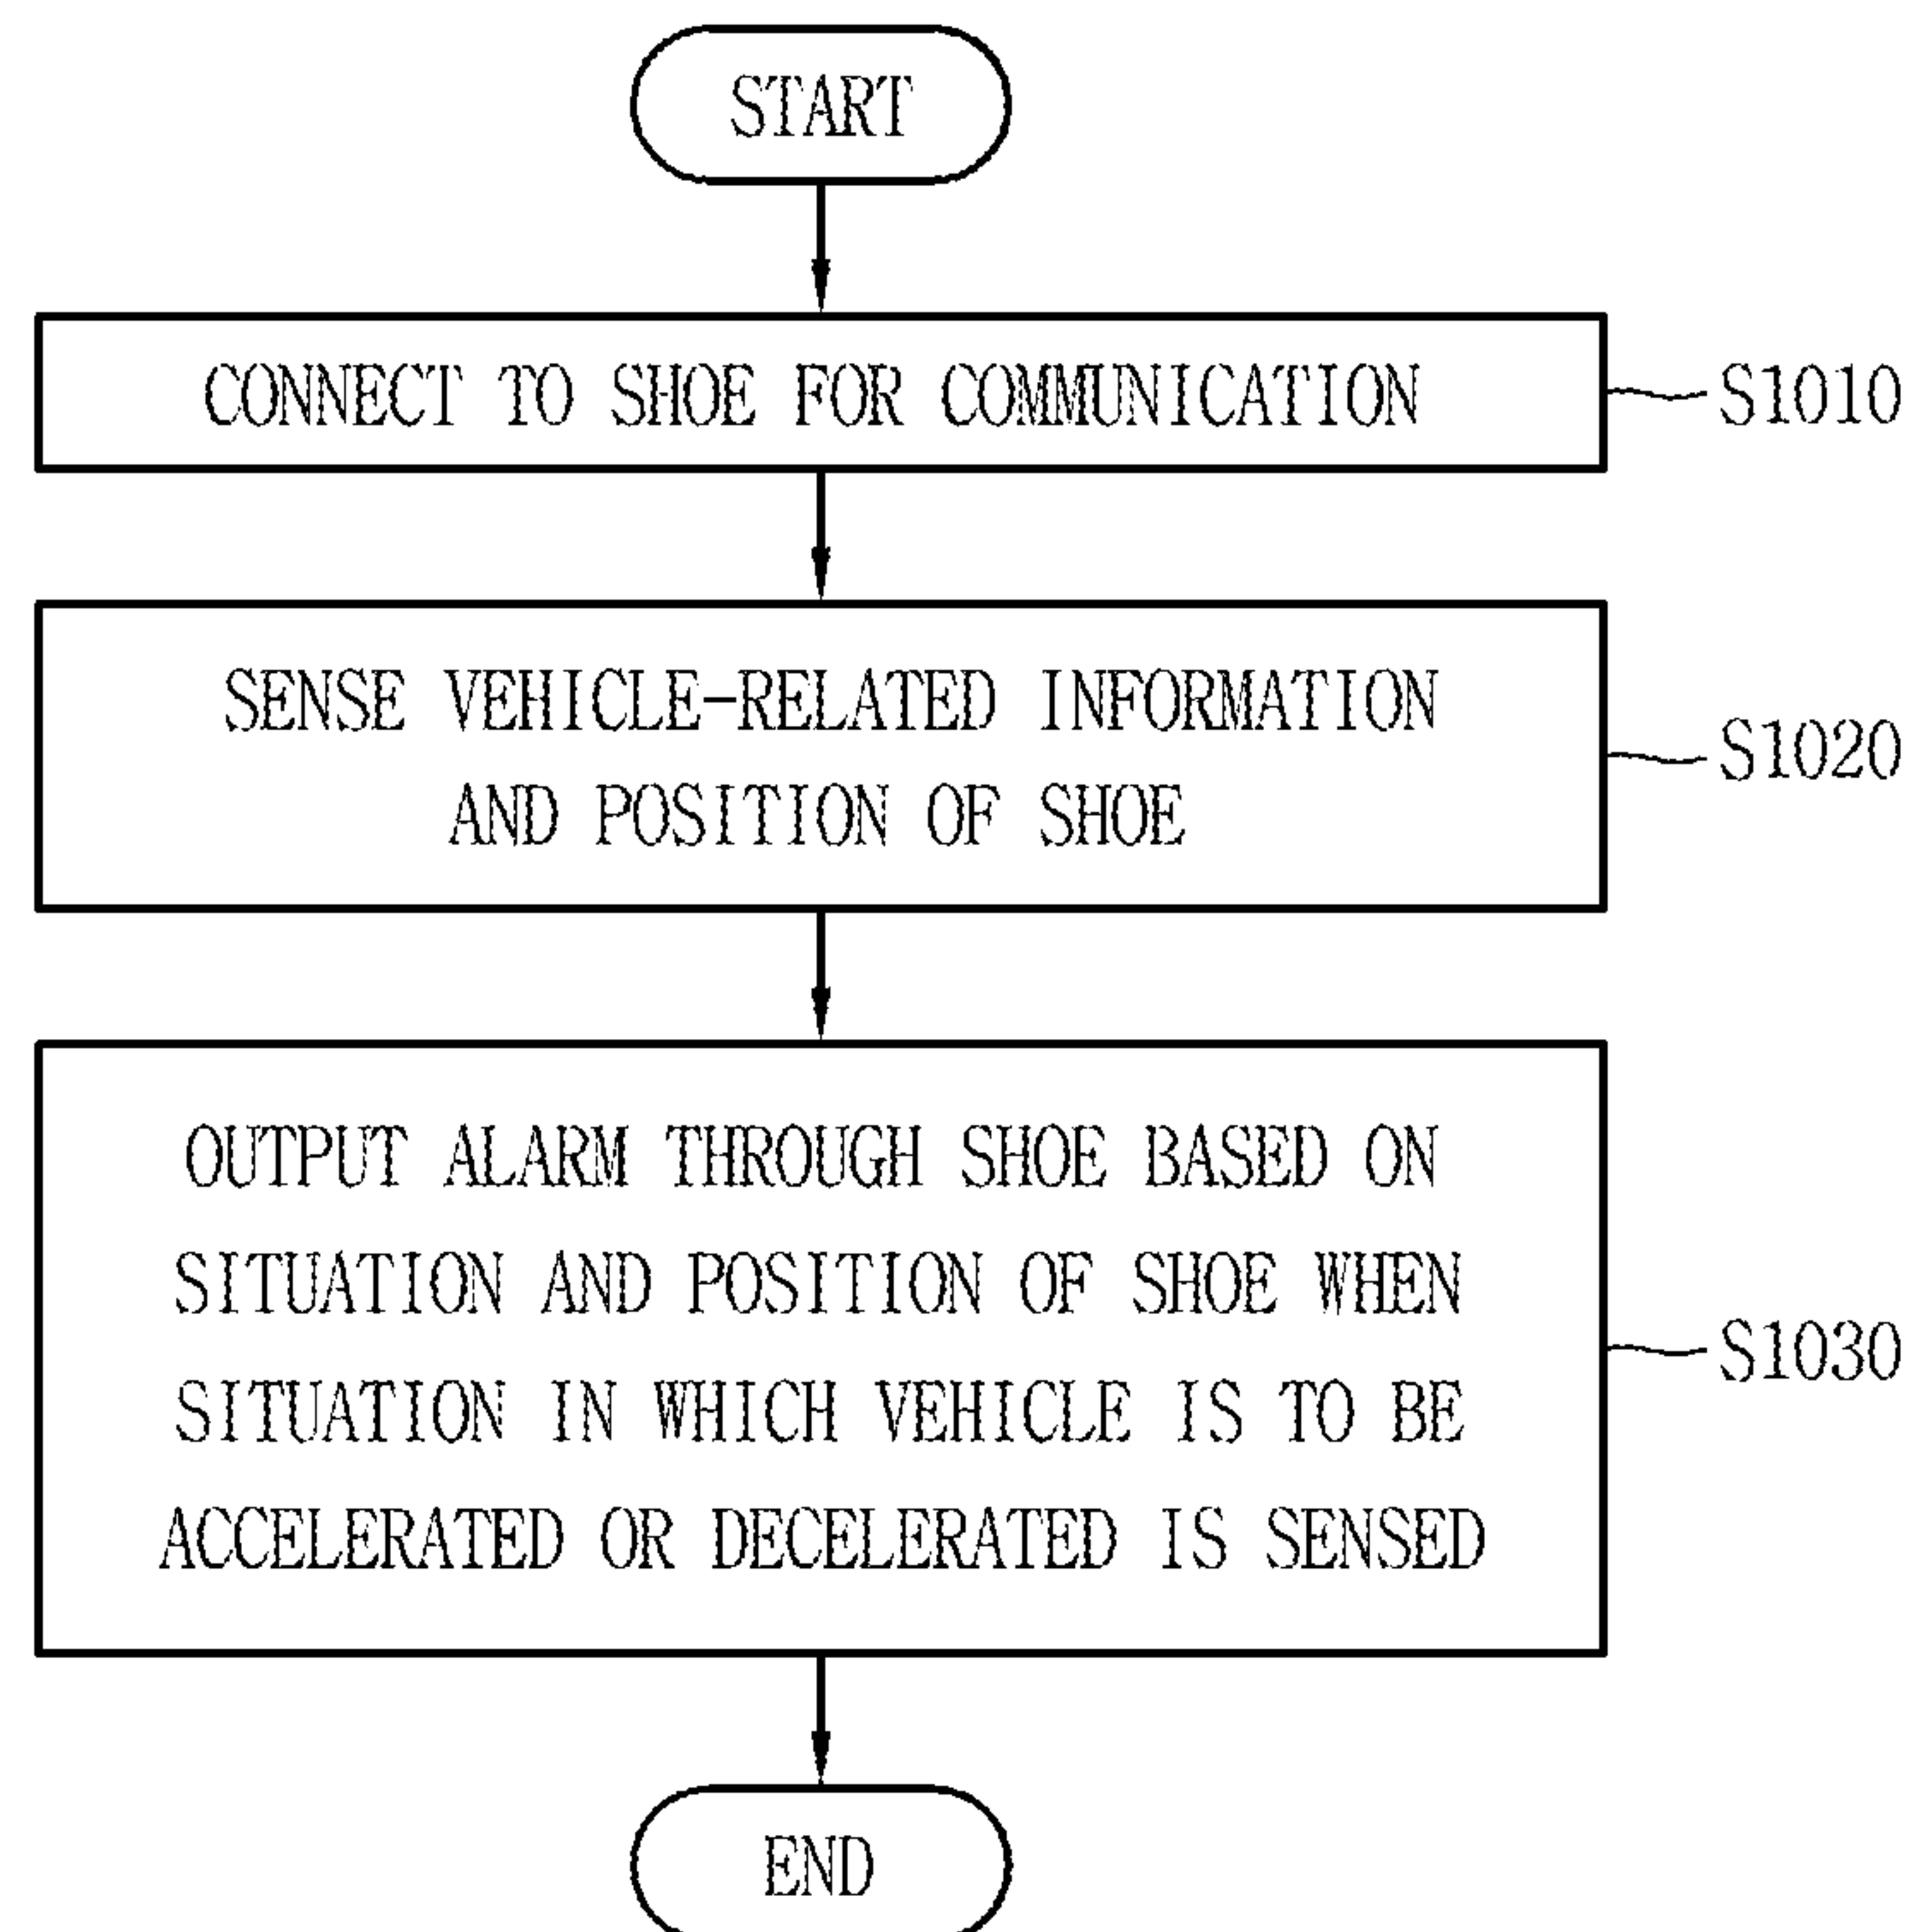 START
CONNECT TO SHOE FOR COMMUNICATION
S1010
SENSE VEHICLE-RELATED INFORMATION
AND POSITION OF SHOE
S1020
OUTPUT ALARM THROUGH SHOE BASED ON
SITUATION AND POSITION OF SHOE WHEN
SITUATION IN WHICH VEHICLE IS TO BE
ACCELERATED OR DECELERATED IS SENSED
S1030
END